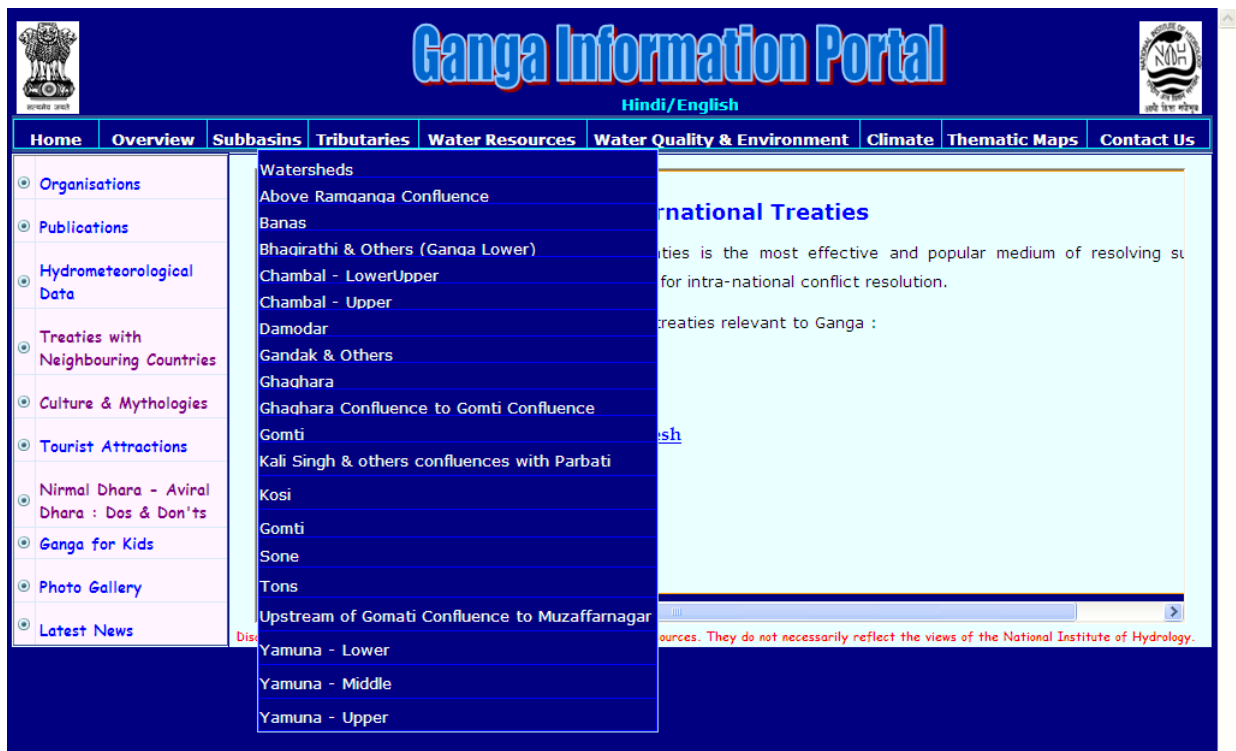 Ganga Information Portal
Hindi/English
सत्यमेव जयते
NIH
Home Overview Subbasins Tributaries Water Resources Water Quality & Environment Climate Thematic Maps Contact Us
Organisations
Publications
Hydrometeorological
Data
Treaties with
Neighbouring Countries
Culture & Mythologies
Tourist Attractions
Nirmal Dhara - Aviral
Dhara : Dos & Don'ts
Ganga for Kids
Photo Gallery
Latest News
Watersheds
Above Ramganga Confluence
Banas
Bhagirathi & Others (Ganga Lower)
Chambal - LowerUpper
Chambal - Upper
Damodar
Gandak & Others
Ghaghara
Ghaghara Confluence to Gomti Confluence
Gomti
Kali Singh & others confluences with Parbati
Kosi
Gomti
Sone
Tons
Upstream of Gomati Confluence to Muzaffarnagar
Yamuna - Lower
Yamuna - Middle
Yamuna - Upper
rnational Treaties
ties is the most effective and popular medium of resolving su
for intra-national conflict resolution.
treaties relevant to Ganga :
esh
Dis
ources. They do not necessarily reflect the views of the National Institute of Hydrology.